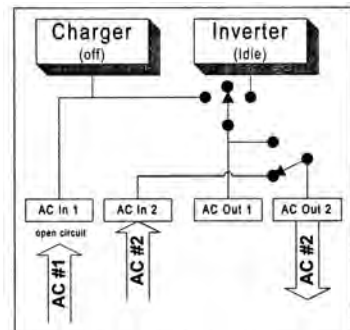 Charger
(off)
Inverter
(Idle)
AC In 1
AC In 2
AC Out 1
AC Out 2
open circuit
AC #1
AC #2
AC #2